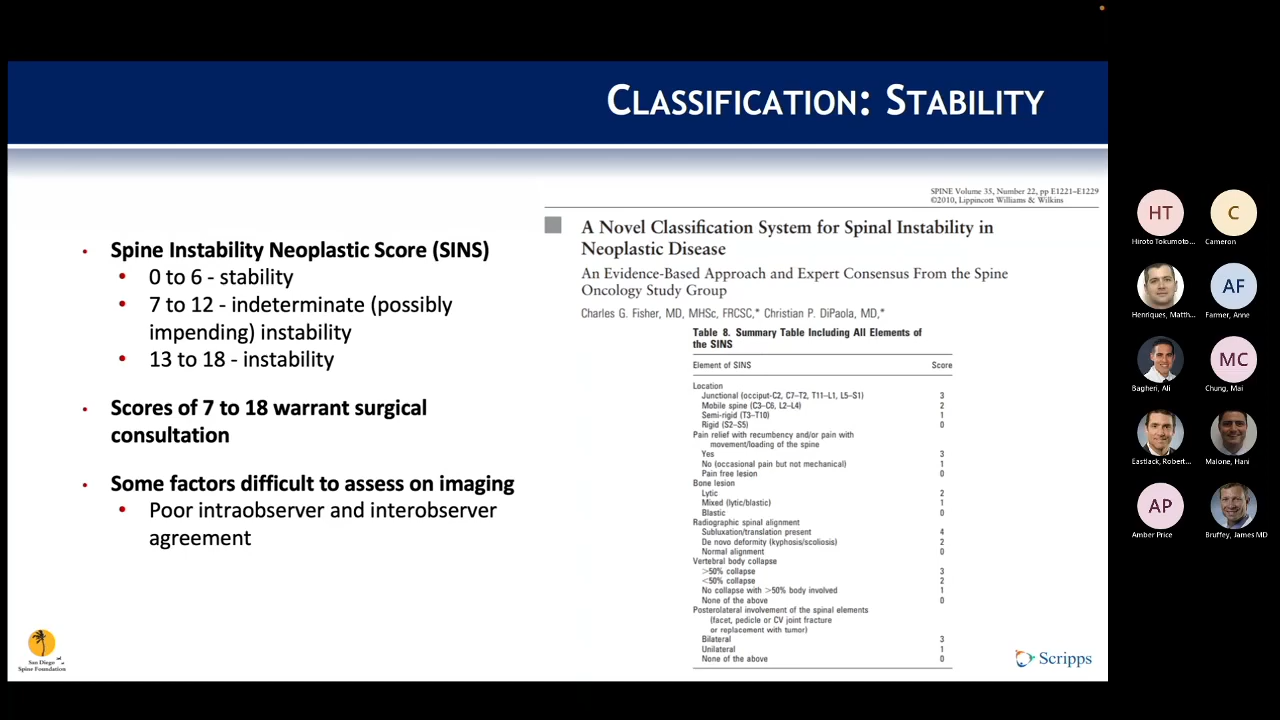 CLASSIFICATION: STABILITY
• Spine Instability Neoplastic Score (SINS)
• 0 to 6 - stability
• 7 to 12 - indeterminate (possibly
impending) instability
• 13 to 18 - instability
• Scores of 7 to 18 warrant surgical
consultation
• Some factors difficult to assess on imaging
• Poor intraobserver and interobserver
agreement
SPINE Volume 35, Number 22, pp E1221–E1229
©2010, Lippincott Williams & Wilkins
A Novel Classification System for Spinal Instability in
Neoplastic Disease
An Evidence-Based Approach and Expert Consensus From the Spine
Oncology Study Group
Charles G. Fisher, MD, MHSc, FRCSC,* Christian P. DiPaola, MD,*
Table 8. Summary Table Including All Elements of
the SINS
Element of SINS Score
Location
Junctional (occiput-C2, C7–T2, T11–L1, L5–S1) 3
Mobile spine (C3–C6, L2–L4) 2
Semi-rigid (T3–T10) 1
Rigid (S2–S5) 0
Pain relief with recumbency and/or pain with
movement/loading of the spine
Yes 3
No (occasional pain but not mechanical) 1
Pain free lesion 0
Bone lesion
Lytic 2
Mixed (lytic/blastic) 1
Blastic 0
Radiographic spinal alignment
Subluxation/translation present 4
De novo deformity (kyphosis/scoliosis) 2
Normal alignment 0
Vertebral body collapse
>50% collapse 3
<50% collapse 2
No collapse with >50% body involved 1
None of the above 0
Posterolateral involvement of the spinal elements
(facet, pedicle or CV joint fracture
or replacement with tumor)
Bilateral 3
Unilateral 1
None of the above 0
San Diego
Spine Foundation
Scripps
HT
Hiroto Tokumoto...
C
Cameron
Henriques, Matth...
AF
Farmer, Anne
Bagheri, Ali
MC
Chung, Mai
Eastlack, Robert...
Malone, Hani
AP
Amber Price
Bruffey, James MD